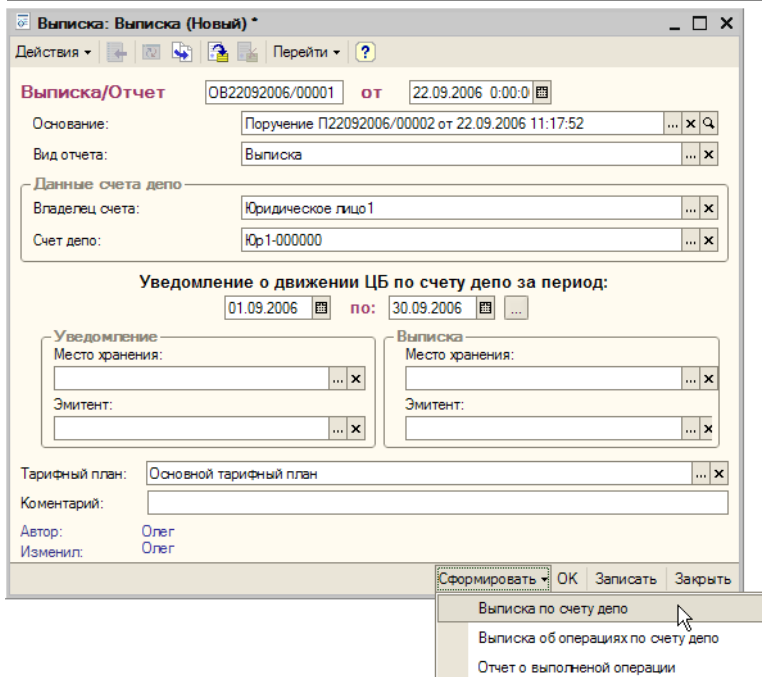 Выписка: Выписка (Новый) *
Действия Перейти ?
Выписка/Отчет ОВ22092006/00001 от 22.09.2006 0:00:0
Основание: Поручение П22092006/00002 от 22.09.2006 11:17:52
Вид отчета: Выписка
Данные счета депо
Владелец счета: Юридическое лицо1
Счет депо: Юр1-000000
Уведомление о движении ЦБ по счету депо за период:
01.09.2006 по: 30.09.2006 ...
Уведомление
Место хранения:
Эмитент:
Выписка
Место хранения:
Эмитент:
Тарифный план: Основной тарифный план
Коментарий:
Автор: Олег
Изменил: Олег
Сформировать OK Записать Закрыть
Выписка по счету депо
Выписка об операциях по счету депо
Отчет о выполненой операции